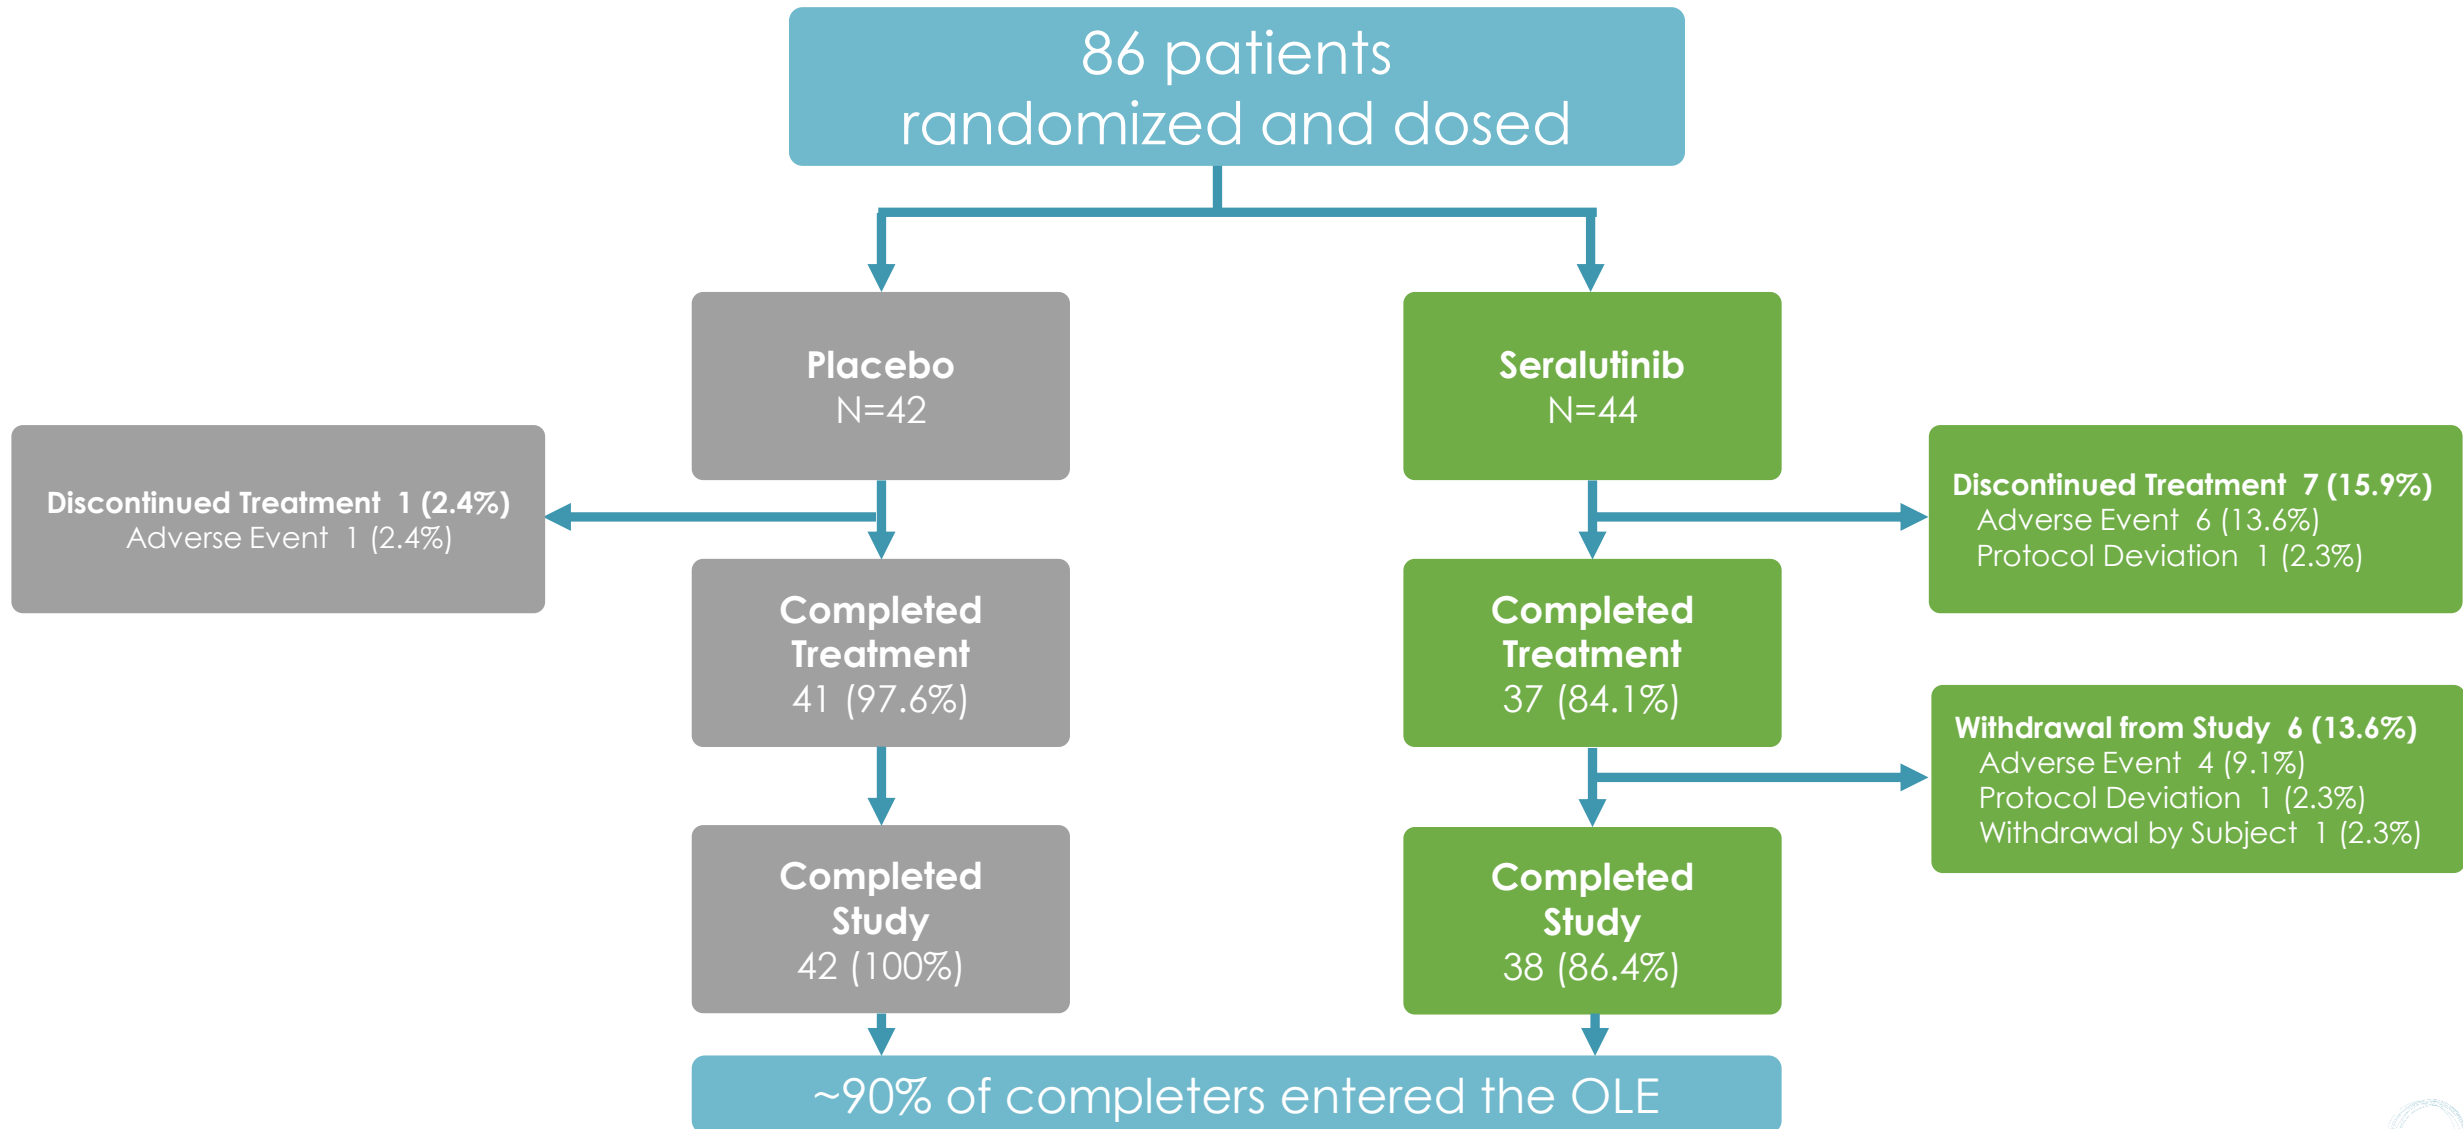 86 patients
randomized and dosed
Placebo
N=42
Seralutinib
N=44
Discontinued Treatment 1 (2.4%)
Adverse Event 1 (2.4%)
Discontinued Treatment 7 (15.9%)
Adverse Event 6 (13.6%)
Protocol Deviation 1 (2.3%)
Completed
Treatment
41 (97.6%)
Completed
Treatment
37 (84.1%)
Withdrawal from Study 6 (13.6%)
Adverse Event 4 (9.1%)
Protocol Deviation 1 (2.3%)
Withdrawal by Subject 1 (2.3%)
Completed
Study
42 (100%)
Completed
Study
38 (86.4%)
~90% of completers entered the OLE